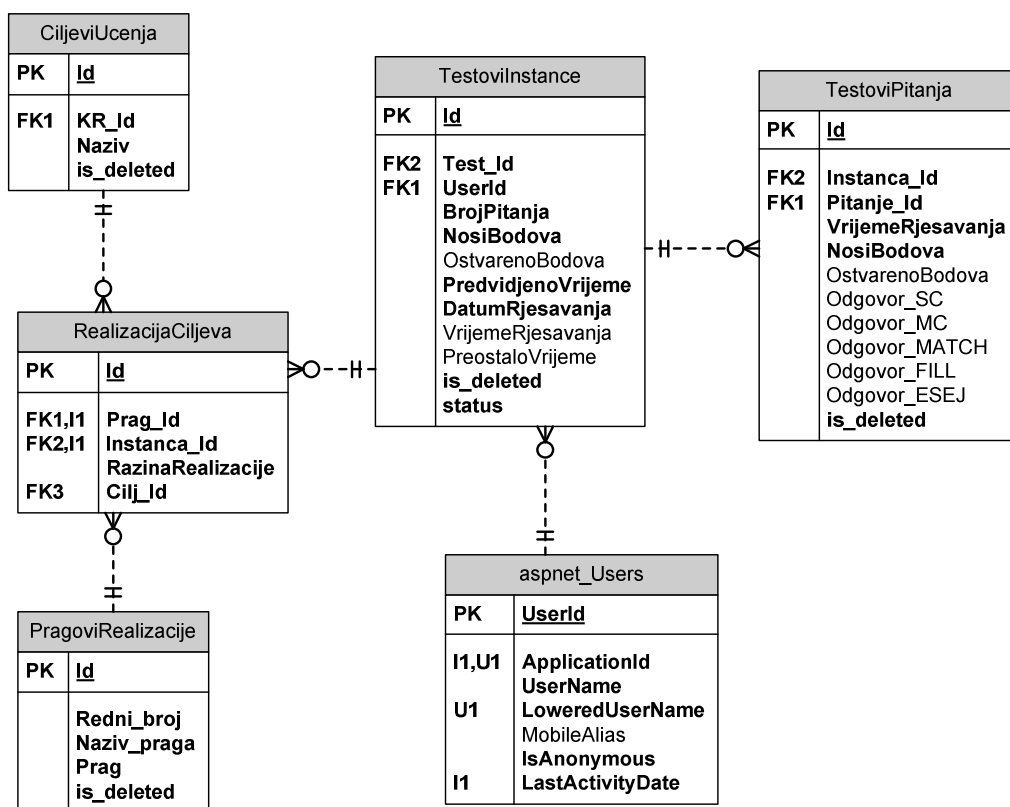 CiljeviUcenja
PK Id
FK1 KR_Id
Naziv
is_deleted
TestoviInstance
PK Id
FK2 Test_Id
FK1 UserId
BrojPitanja
NosiBodova
OstvarenoBodova
PredvidjenoVrijeme
DatumRjesavanja
VrijemeRjesavanja
PreostaloVrijeme
is_deleted
status
TestoviPitanja
PK Id
FK2 Instanca_Id
FK1 Pitanje_Id
VrijemeRjesavanja
NosiBodova
OstvarenoBodova
Odgovor_SC
Odgovor_MC
Odgovor_MATCH
Odgovor_FILL
Odgovor_ESEJ
is_deleted
RealizacijaCiljeva
PK Id
FK1,I1 Prag_Id
FK2,I1 Instanca_Id
RazinaRealizacije
FK3 Cilj_Id
PragoviRealizacije
PK Id
Redni_broj
Naziv_praga
Prag
is_deleted
aspnet_Users
PK UserId
I1,U1 ApplicationId
UserName
U1 LoweredUserName
MobileAlias
IsAnonymous
I1 LastActivityDate